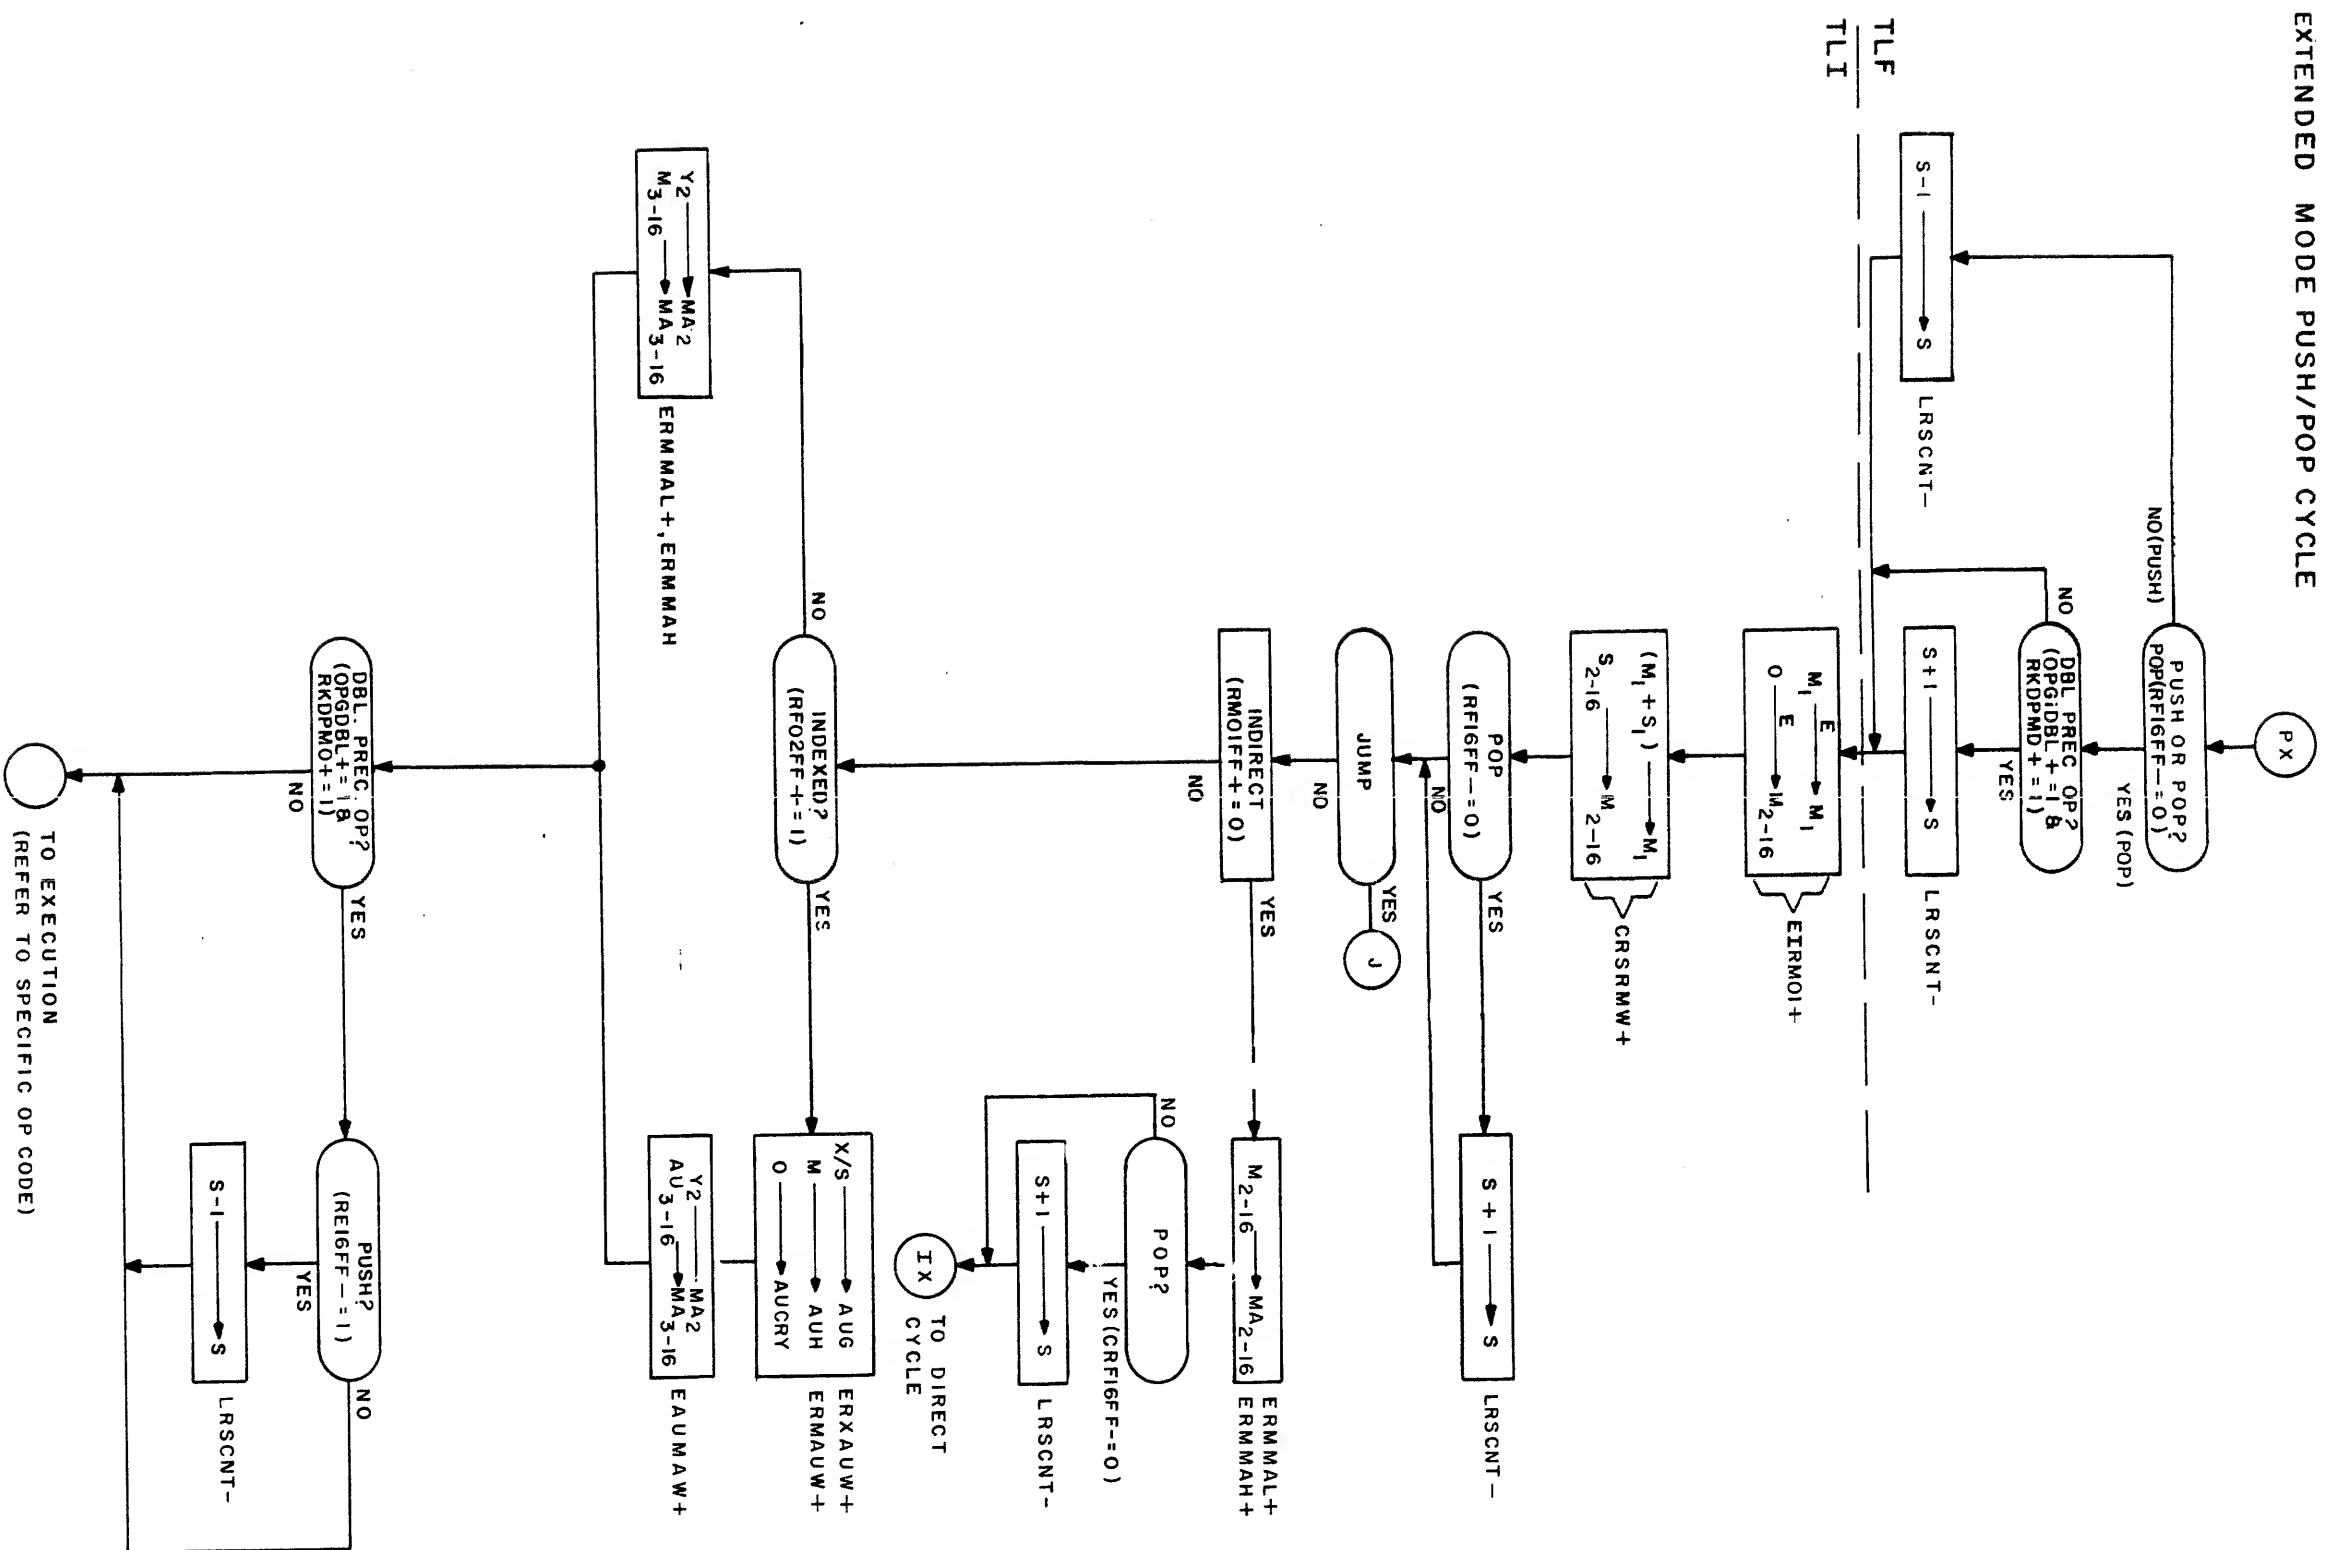 EXTENDED MODE PUSH/POP CYCLE
PX
PUSH OR POP?
POP(RF16FF-=0)
NO(PUSH)
YES (POP)
DBL PREC OP?
(OPGiDBL+=1 &
RKDPMD+=1)
NO
YES
S-1 → S
LRSCNT-
S+1 → S
LRSCNT-
TLF
TLI
M1 E → M1
0 E → M2-16
EIRM01+
(M1 + S1) → M1
S2-16 → M2-16
CRSRMW+
POP
(RF16FF-=0)
YES
NO
S+1 → S
LRSCNT-
JUMP
YES
J
NO
INDIRECT
(RM01FF+=0)
YES
NO
M2-16 → MA2-16
ERMMAL+
ERMMAH+
POP?
NO
YES (CRF16FF-=0)
S+1 → S
LRSCNT-
IX
TO DIRECT
CYCLE
INDEXED?
(RF02FF+=1)
NO
YES
X/S → AUG
M → AUH
0 → AUCRY
ERXAUW+
ERMAUW+
Y2 → MA2
M3-16 → MA3-16
ERMMAL+,ERMMAH
Y2 — MA2
AU3-16 → MA3-16
EAUMAW+
DBL. PREC. OP?
(OPGDBL+=1 &
RKDPMO+=1)
YES
NO
PUSH?
(RE16FF-=1)
YES
NO
S-1 → S
LRSCNT-
TO EXECUTION
(REFER TO SPECIFIC OP CODE)